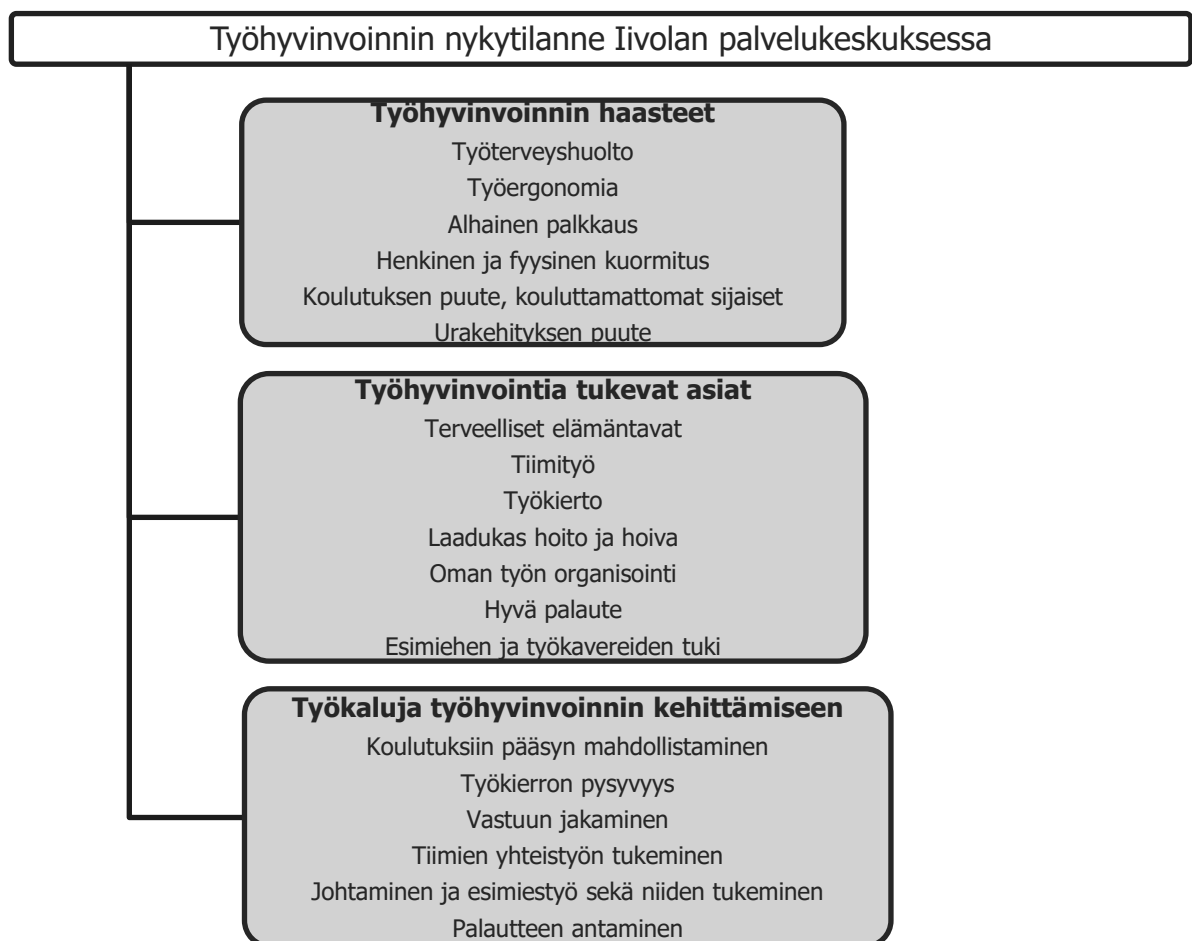 Työhyvinvoinnin nykytilanne Iivolan palvelukeskuksessa
Työhyvinvoinnin haasteet
Työterveyshuolto
Työergonomia
Alhainen palkkaus
Henkinen ja fyysinen kuormitus
Koulutuksen puute, kouluttamattomat sijaiset
Urakehityksen puute
Työhyvinvointia tukevat asiat
Terveelliset elämäntavat
Tiimityö
Työkierto
Laadukas hoito ja hoiva
Oman työn organisointi
Hyvä palaute
Esimiehen ja työkavereiden tuki
Työkaluja työhyvinvoinnin kehittämiseen
Koulutuksiin pääsyn mahdollistaminen
Työkierron pysyvyys
Vastuun jakaminen
Tiimien yhteistyön tukeminen
Johtaminen ja esimiestyö sekä niiden tukeminen
Palautteen antaminen